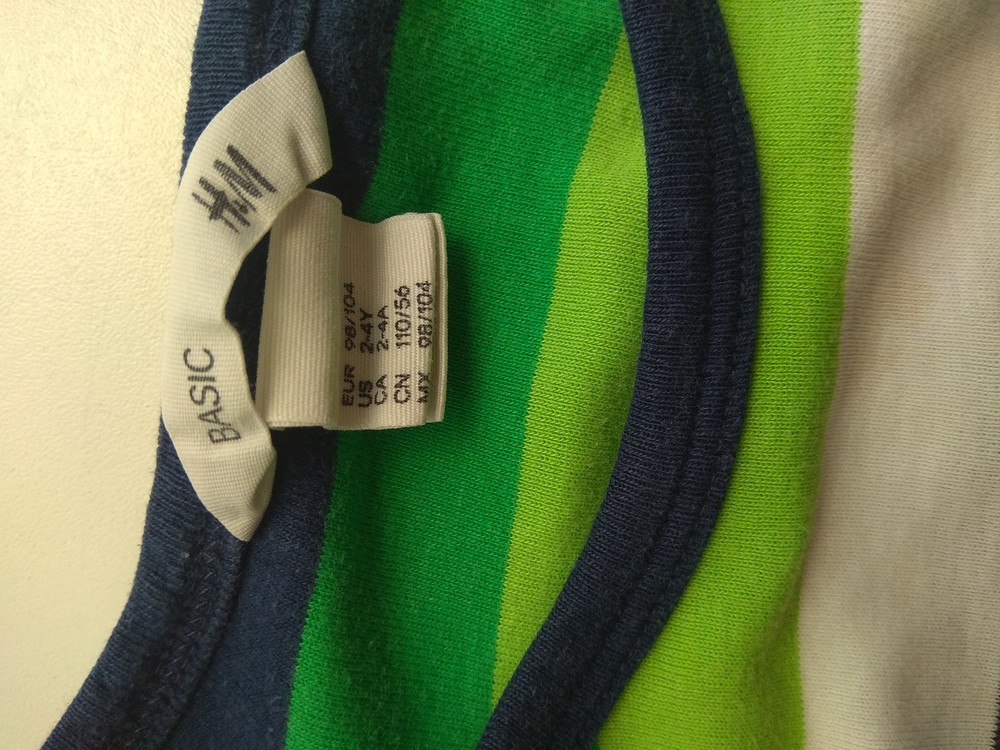 H&M
BASIC
EUR 98/104
US 2-4Y
CA 2-4A
CN 110/56
MX 98/104